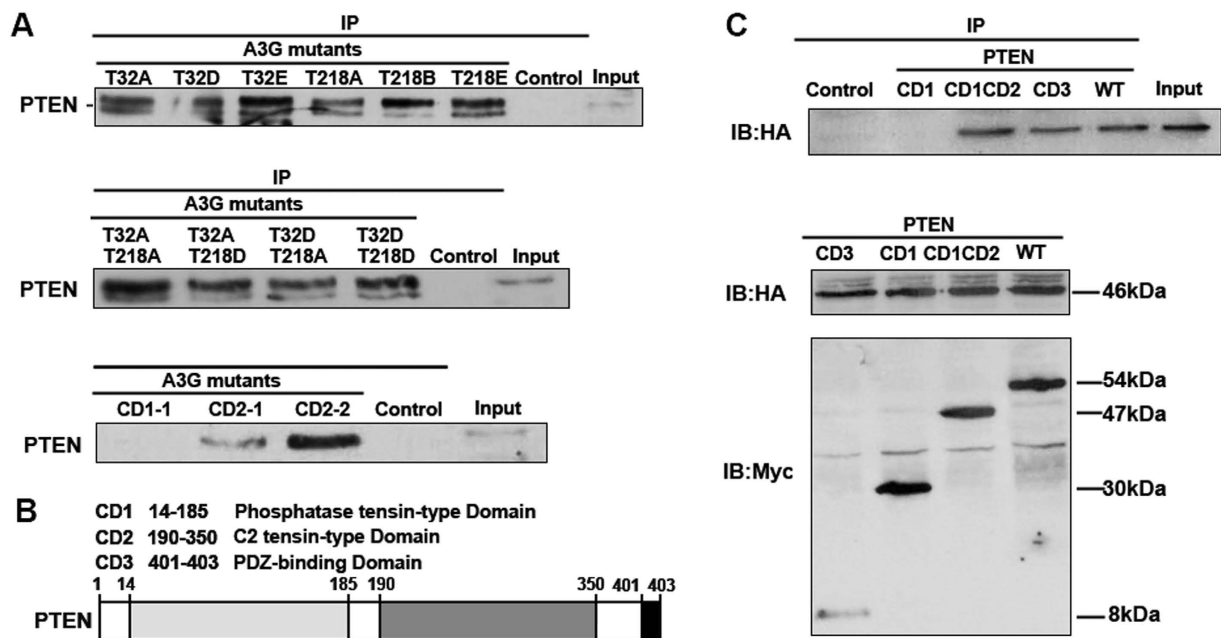 A
IP
A3G mutants
T32A T32D T32E T218A T218B T218E Control Input
PTEN -
IP
A3G mutants
T32A T32A T32D T32D
T218A T218D T218A T218D Control Input
PTEN
A3G mutants
CD1-1 CD2-1 CD2-2 Control Input
PTEN
B
CD1 14-185 Phosphatase tensin-type Domain
CD2 190-350 C2 tensin-type Domain
CD3 401-403 PDZ-binding Domain
1 14 185 190 350 401 403
PTEN
C
IP
PTEN
Control CD1 CD1CD2 CD3 WT Input
IB:HA
PTEN
CD3 CD1 CD1CD2 WT
IB:HA
46kDa
54kDa
47kDa
IB:Myc
30kDa
8kDa